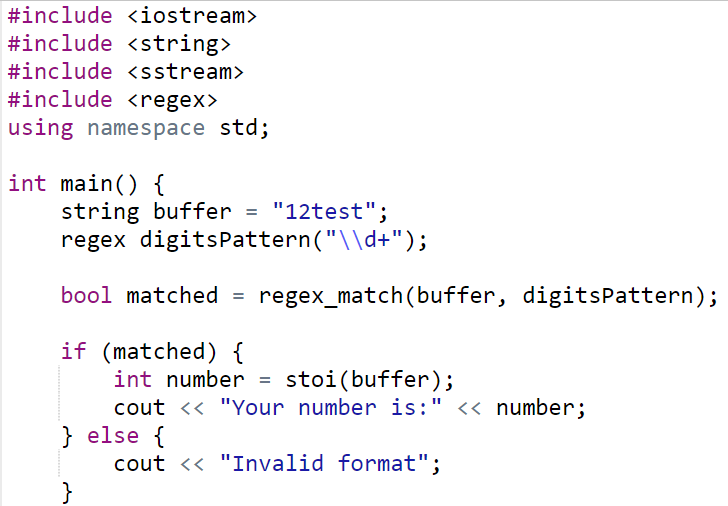 #include <iostream>
#include <string>
#include <sstream>
#include <regex>
using namespace std;

int main() {
    string buffer = "12test";
    regex digitsPattern("\\d+");

    bool matched = regex_match(buffer, digitsPattern);

    if (matched) {
        int number = stoi(buffer);
        cout << "Your number is:" << number;
    } else {
        cout << "Invalid format";
    }